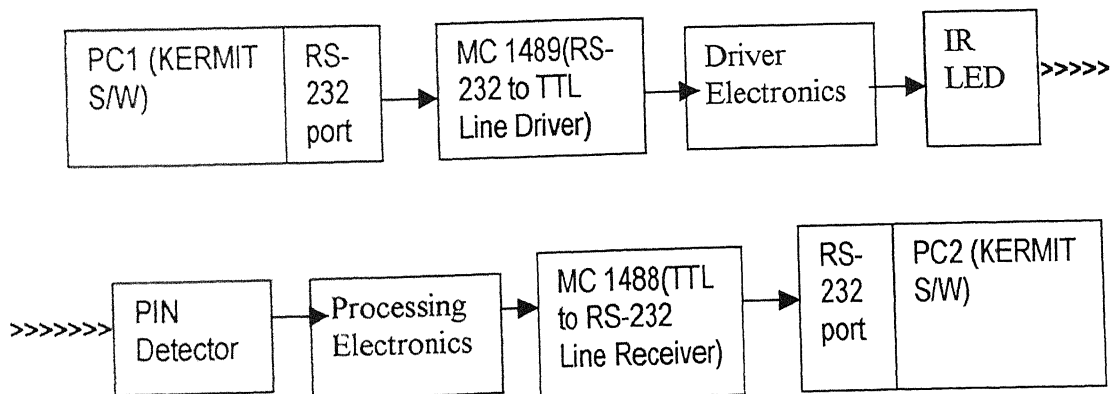 PC1 (KERMIT
S/W)
RS-
232
port
MC 1489(RS-
232 to TTL
Line Driver)
Driver
Electronics
IR
LED
>>>>>
>>>>>>>
PIN
Detector
Processing
Electronics
MC 1488(TTL
to RS-232
Line Receiver)
RS-
232
port
PC2 (KERMIT
S/W)